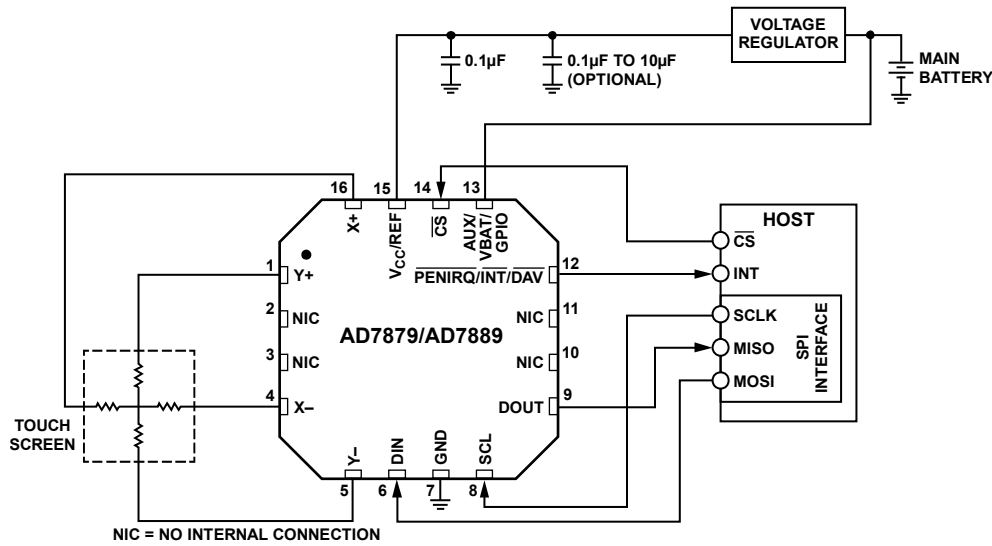 VOLTAGE
REGULATOR
0.1µF
0.1µF TO 10µF
(OPTIONAL)
MAIN
BATTERY
16
15
14
13
X+
VCC/REF
CS
AUX/
VBAT/
GPIO
HOST
CS
INT
SCLK
MISO
MOSI
SPI
INTERFACE
1
Y+
12
PENIRQ/INT/DAV
2
NIC
11
NIC
AD7879/AD7889
3
NIC
10
NIC
4
X–
9
DOUT
TOUCH
SCREEN
Y–
DIN
GND
SCL
5
6
7
8
NIC = NO INTERNAL CONNECTION